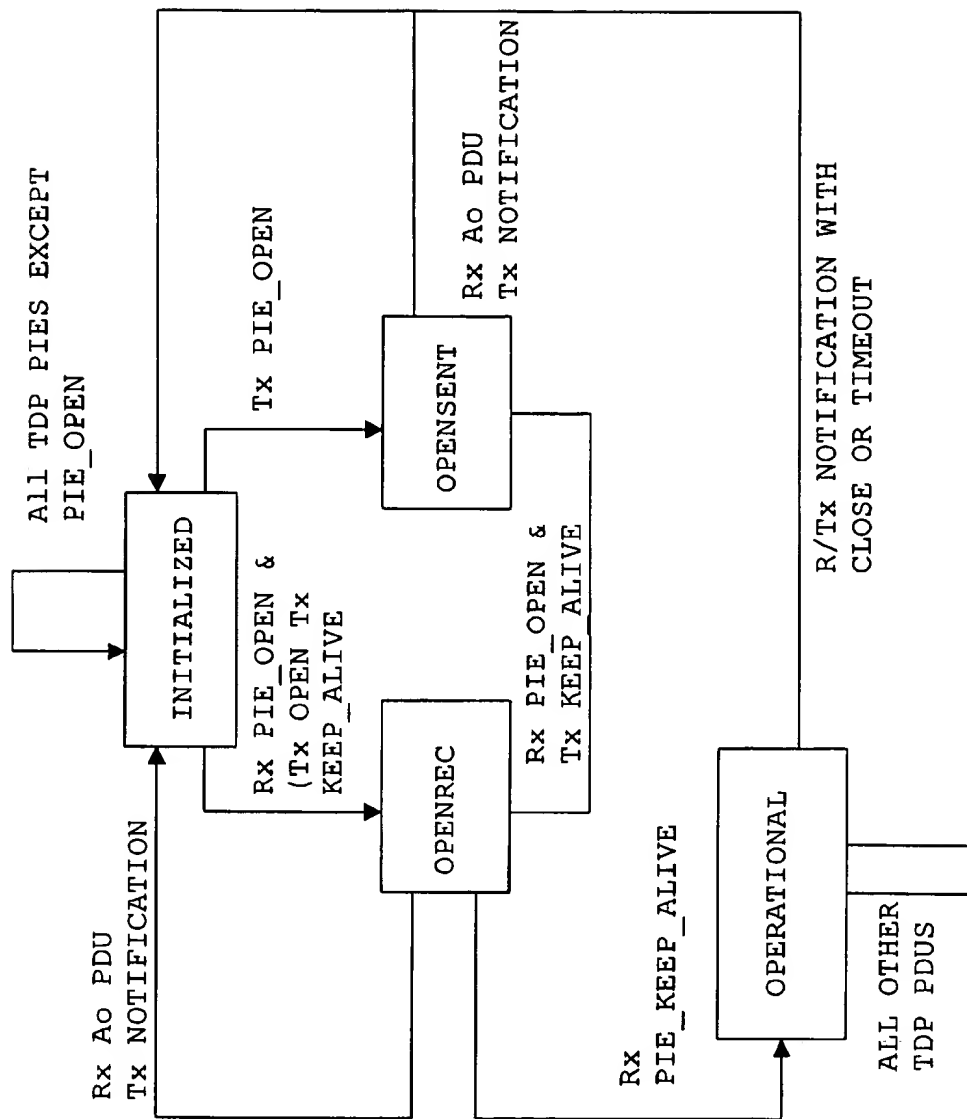 All TDP PIES EXCEPT
PIE_OPEN
INITIALIZED
Rx Ao PDU
Tx NOTIFICATION
Rx PIE_OPEN &
(Tx OPEN Tx
KEEP_ALIVE
Tx PIE_OPEN
OPENREC
OPENSENT
Rx Ao PDU
Tx NOTIFICATION
Rx PIE_OPEN &
Tx KEEP_ALIVE
Rx
PIE_KEEP_ALIVE
OPERATIONAL
ALL OTHER
TDP PDUS
R/Tx NOTIFICATION WITH
CLOSE OR TIMEOUT